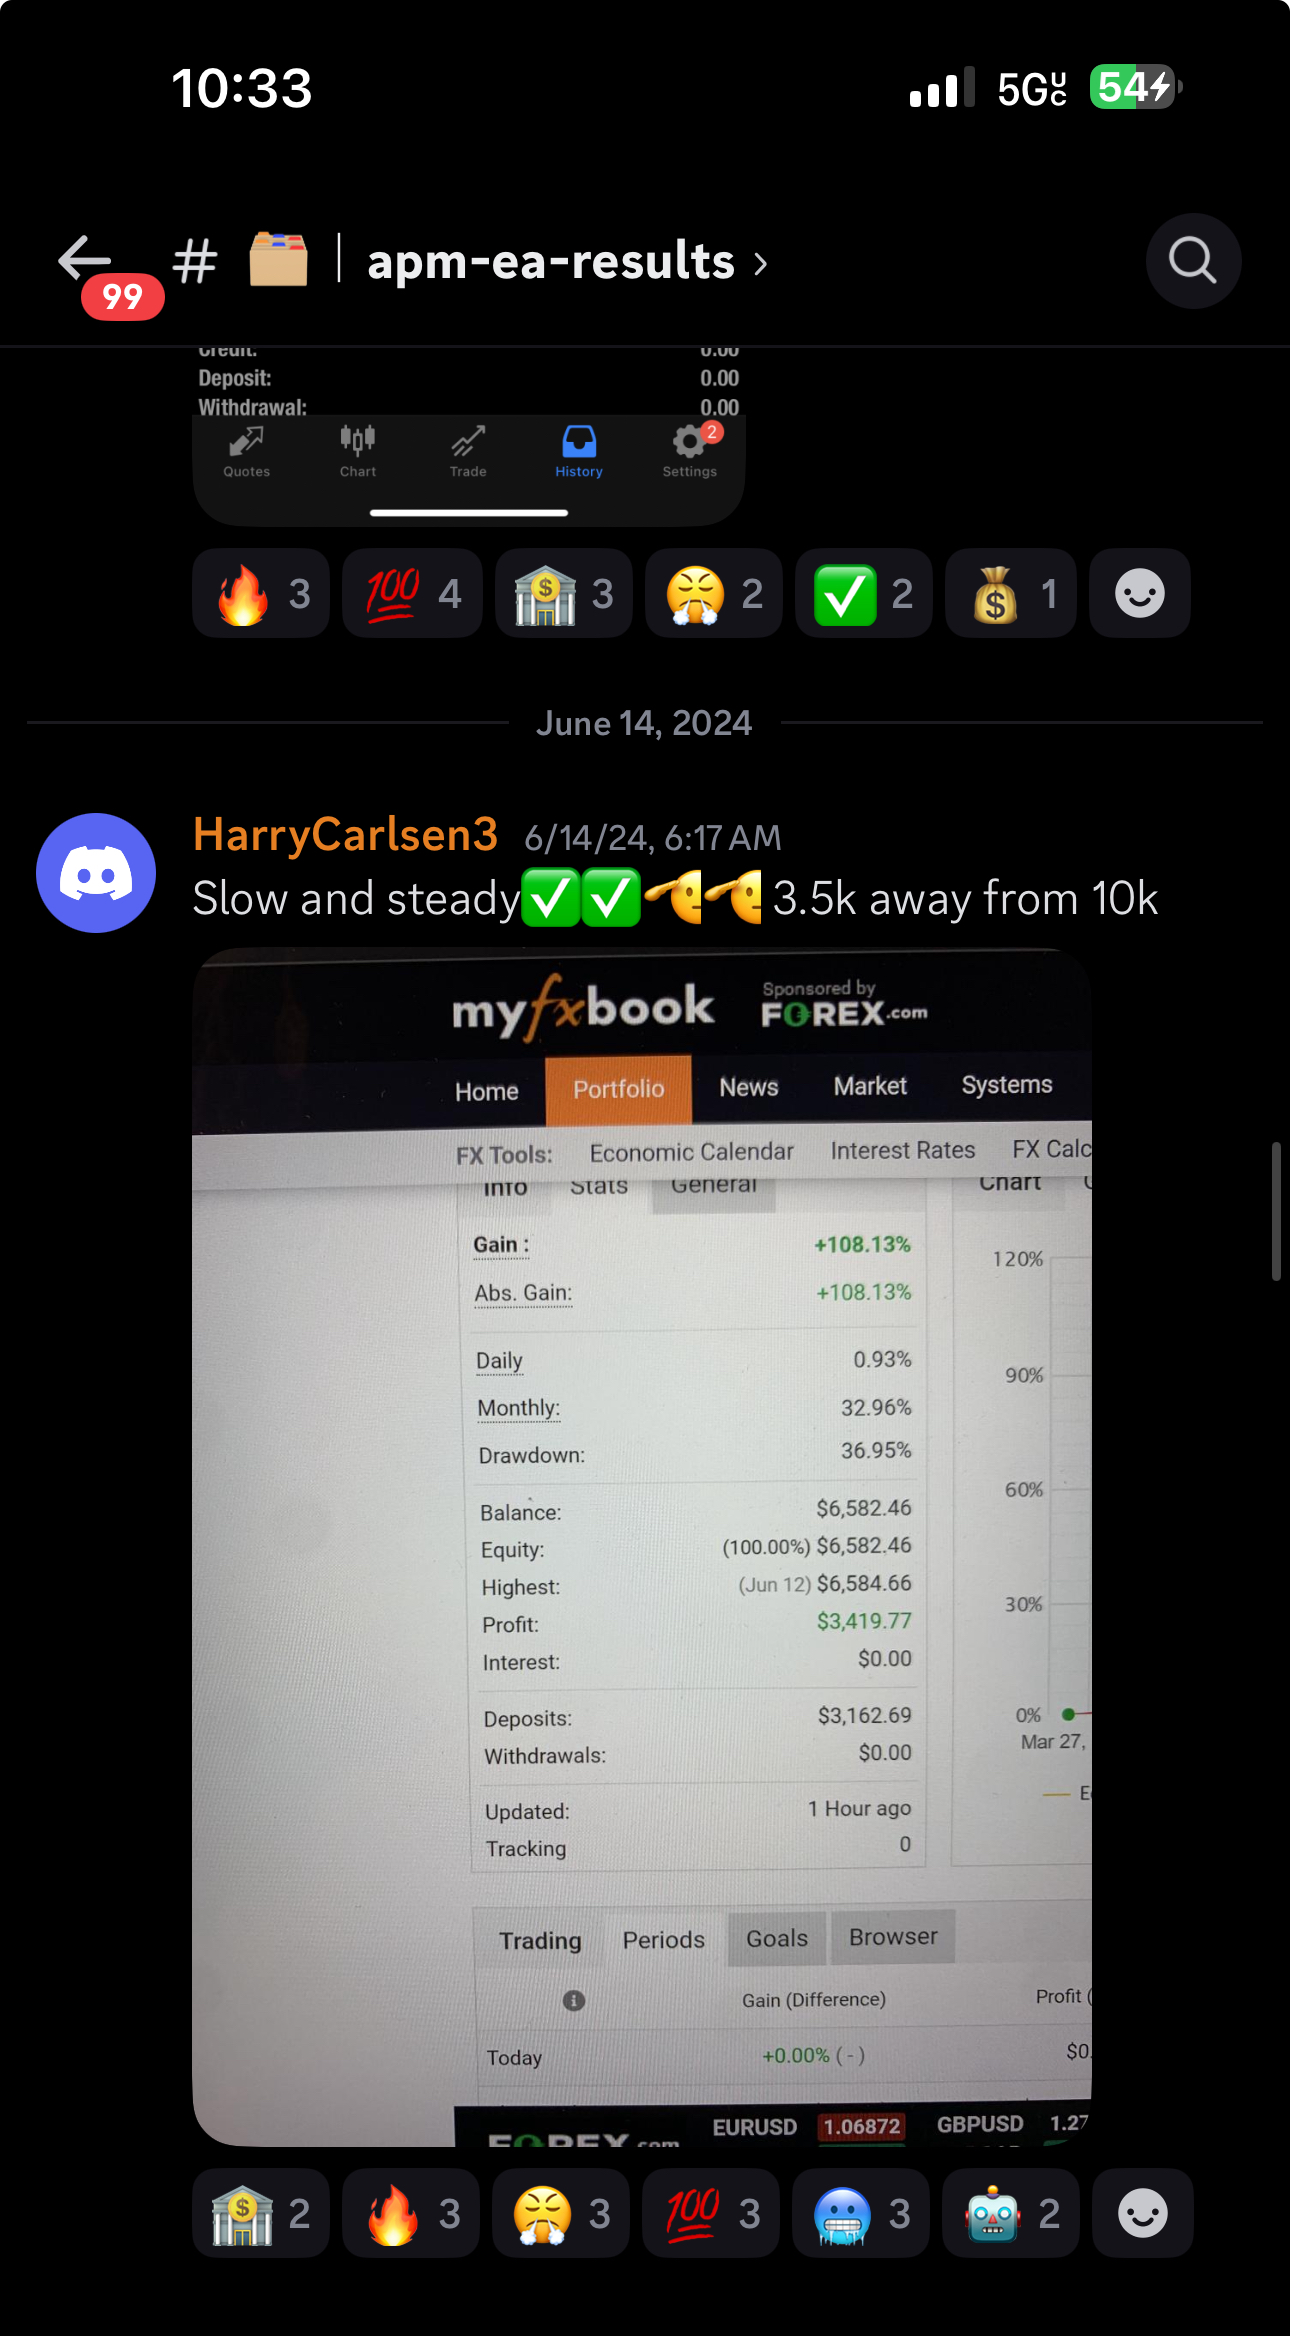 10:33
5G UC
54
99
# | apm-ea-results ›
Credit: 0.00
Deposit: 0.00
Withdrawal: 0.00
Quotes Chart Trade History Settings 2
🔥 3 💯 4 🏦 3 😤 2 ✅ 2 💰 1
June 14, 2024
HarryCarlsen3 6/14/24, 6:17 AM
Slow and steady✅✅🫡🫡 3.5k away from 10k
myfxbook Sponsored by
FOREX.com
Home Portfolio News Market Systems
FX Tools: Economic Calendar Interest Rates FX Calc
Info Stats General Chart
Gain : +108.13%
Abs. Gain: +108.13%
Daily 0.93%
Monthly: 32.96%
Drawdown: 36.95%
Balance: $6,582.46
Equity: (100.00%) $6,582.46
Highest: (Jun 12) $6,584.66
Profit: $3,419.77
Interest: $0.00
Deposits: $3,162.69
Withdrawals: $0.00
Updated: 1 Hour ago
Tracking 0
120%
90%
60%
30%
0%
Mar 27,
Trading Periods Goals Browser
Gain (Difference) Profit (
Today +0.00% ( - ) $0.
FOREX.com EURUSD 1.06872 GBPUSD 1.27
🏦 2 🔥 3 😤 3 💯 3 🥶 3 🤖 2